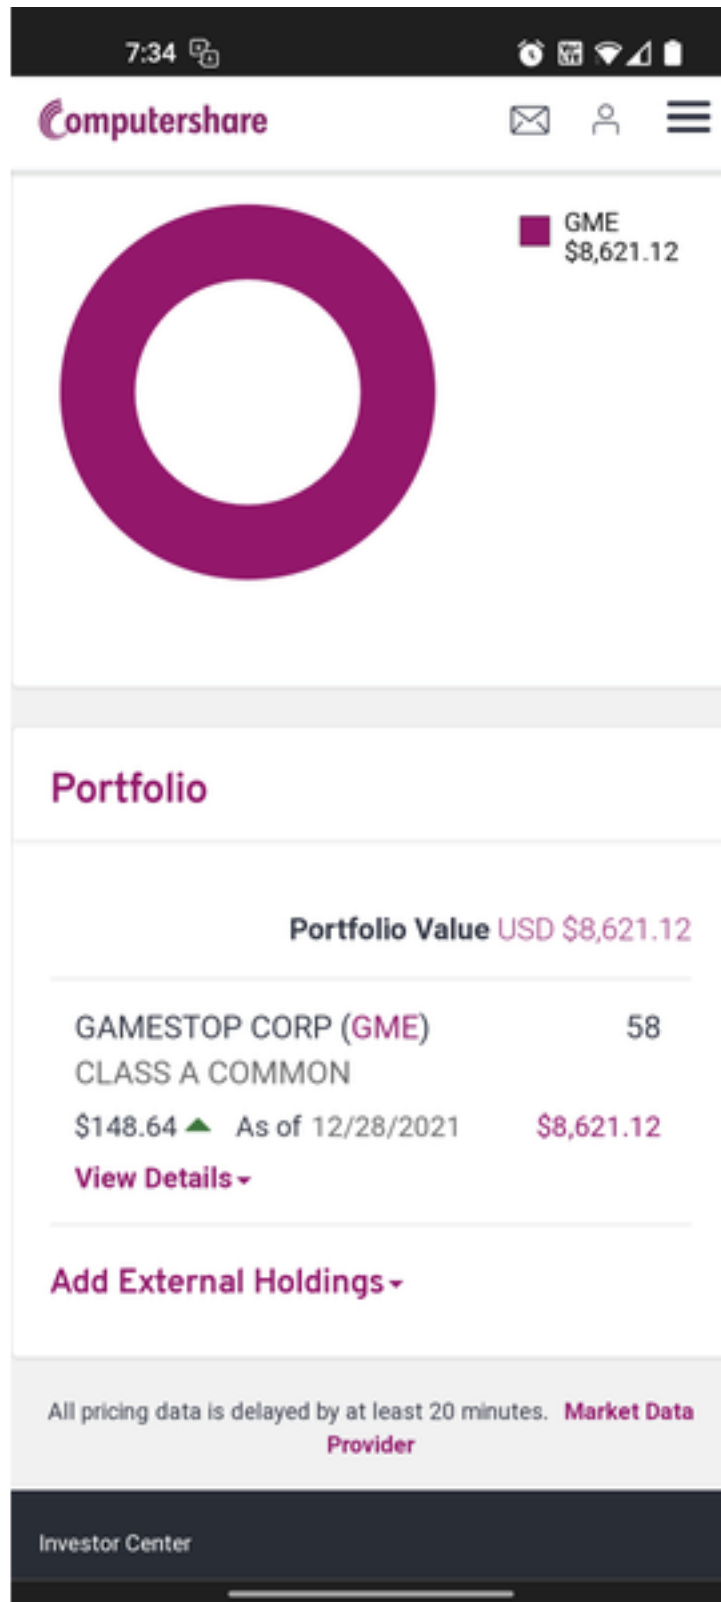 7:34
Computershare
GME
$8,621.12
Portfolio
Portfolio Value USD $8,621.12
GAMESTOP CORP (GME) 58
CLASS A COMMON
$148.64 As of 12/28/2021 $8,621.12
View Details
Add External Holdings
All pricing data is delayed by at least 20 minutes. Market Data
Provider
Investor Center